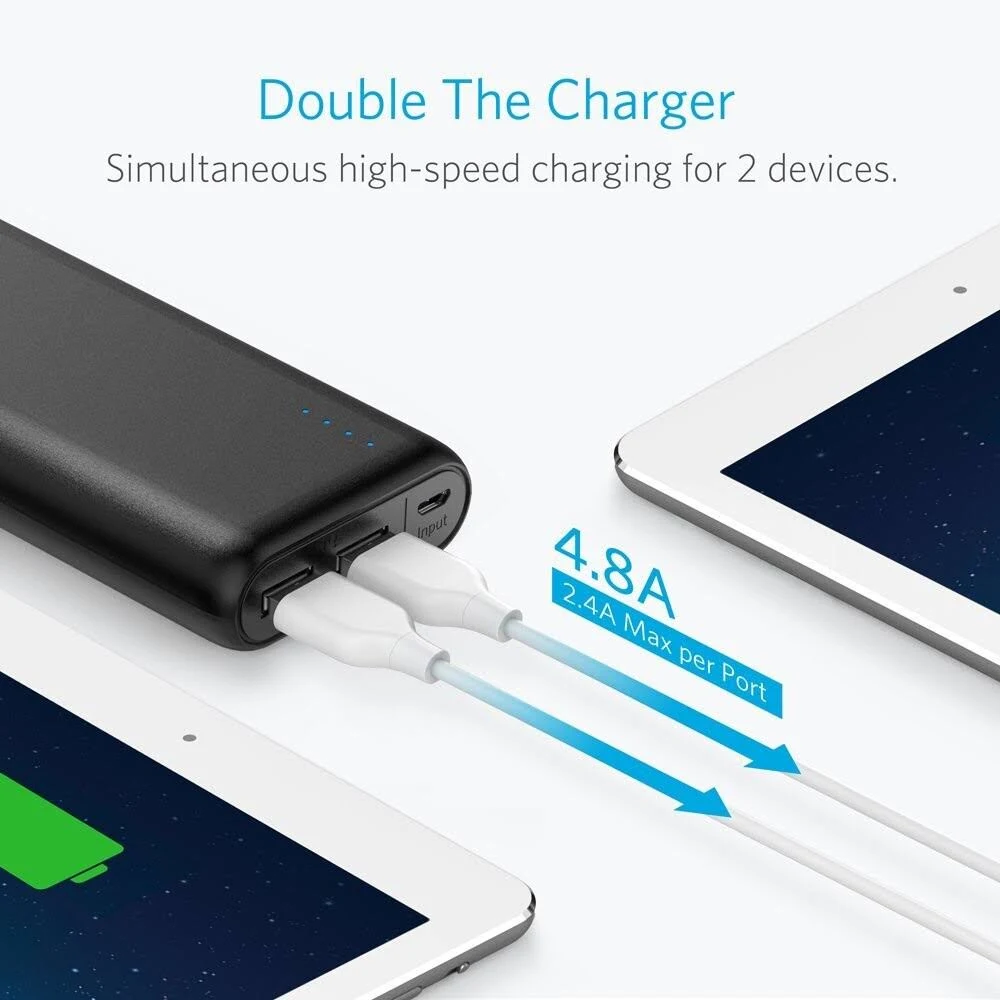 Double The Charger
Simultaneous high-speed charging for 2 devices.
Input
4.8A
2.4A Max per Port